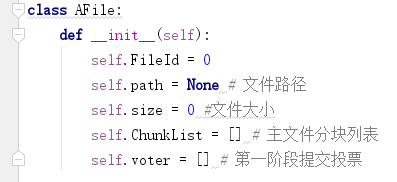 class AFile:
    def __init__(self):
        self.FileId = 0
        self.path = None # 文件路径
        self.size = 0 #文件大小
        self.ChunkList = [] # 主文件分块列表
        self.voter = [] # 第一阶段提交投票